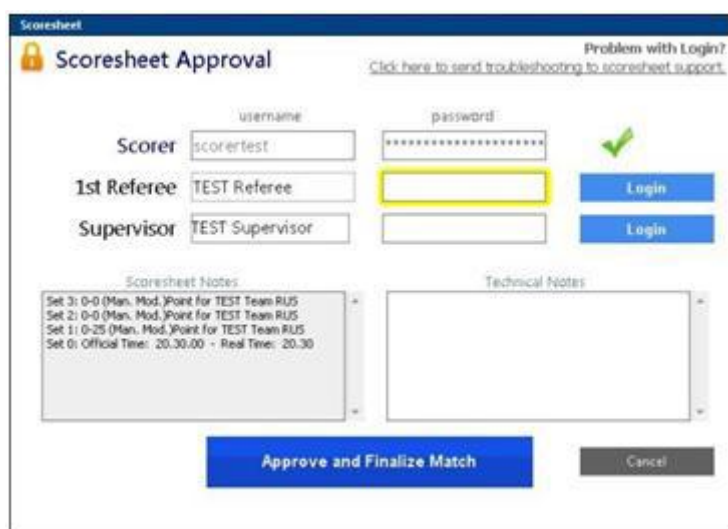 Scoresheet
Scoresheet Approval
Problem with Login?
Click here to send troubleshooting to scoresheet support.
username password
Scorer scorertest *********************
1st Referee TEST Referee Login
Supervisor TEST Supervisor Login
Scoresheet Notes Technical Notes
Set 3: 0-0 (Man. Mod.)Point for TEST Team RUS
Set 2: 0-0 (Man. Mod.)Point for TEST Team RUS
Set 1: 0-25 (Man. Mod.)Point for TEST Team RUS
Set 0: Official Time: 20.30.00 - Real Time: 20.30
Approve and Finalize Match Cancel